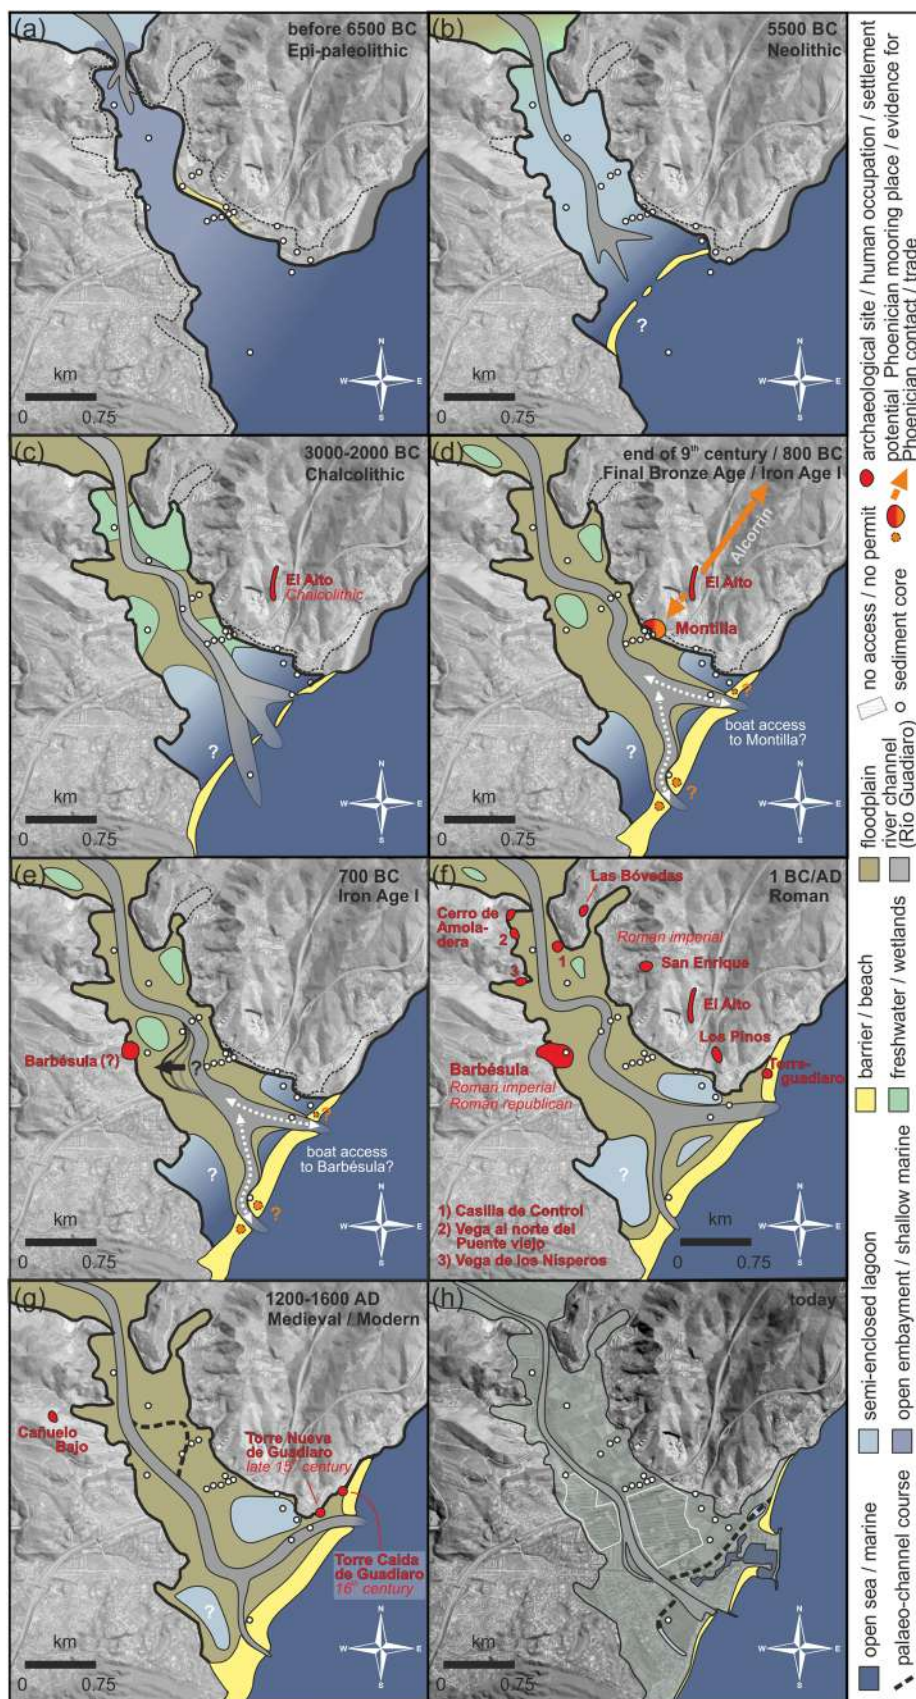 (a)
before 6500 BC
Epi-paleolithic
km
0
0.75
N
W
E
S
(b)
5500 BC
Neolithic
?
km
0
0.75
N
W
E
S
(c)
3000-2000 BC
Chalcolithic
El Alto
Chalcolithic
?
km
0
0.75
N
W
E
S
(d)
end of 9th century / 800 BC
Final Bronze Age / Iron Age I
Alcorrín
El Alto
Montilla
?
boat access
to Montilla?
?
?
km
0
0.75
N
W
E
S
(e)
700 BC
Iron Age I
Barbésula (?)
?
?
boat access
to Barbésula?
?
?
km
0
0.75
N
W
E
S
(f)
1 BC/AD
Roman
Las Bóvedas
Cerro de
Amola-
dera
2
1
3
Roman imperial
San Enrique
El Alto
Los Pinos
Torre-
guadiaro
Barbésula
Roman imperial
Roman republican
?
1) Casilla de Control
2) Vega al norte del
Puente viejo
3) Vega de los Nísperos
km
0
0.75
N
W
E
S
(g)
1200-1600 AD
Medieval / Modern
Cañuelo
Bajo
Torre Nueva
de Guadiaro
late 15th century
Torre Caida
de Guadiaro
16th century
?
km
0
0.75
N
W
E
S
(h)
today
km
0
0.75
N
W
E
S
open sea / marine
palaeo-channel course
semi-enclosed lagoon
open embayment / shallow marine
barrier / beach
freshwater / wetlands
floodplain
river channel
(Río Guadiaro)
no access / no permit
sediment core
archaeological site / human occupation / settlement
potential Phoenician mooring place / evidence for
Phoenician contact / trade